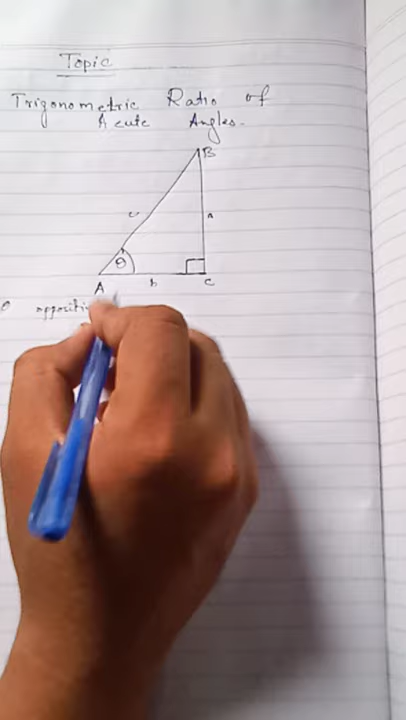 Topic
Trigonometric Ratio of
Acute Angles.
B
c
a
θ
A
b
C
θ